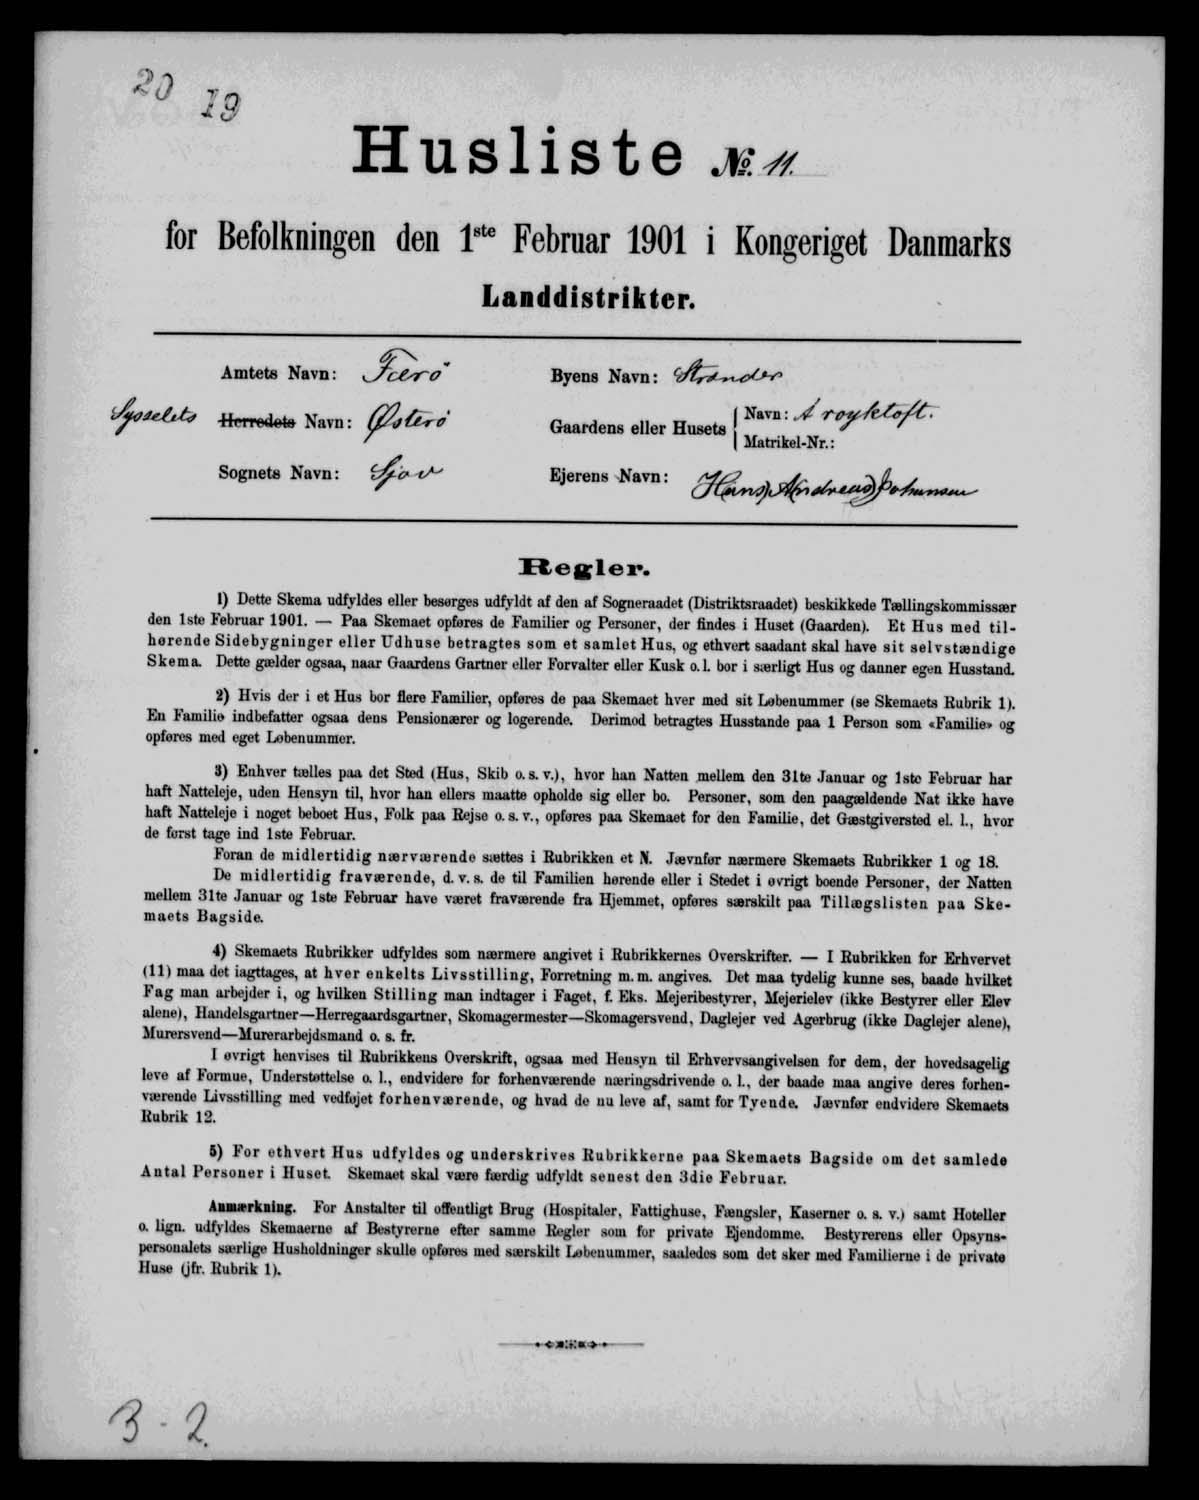 20 19
Husliste No. 11.
for Befolkningen den 1ste Februar 1901 i Kongeriget Danmarks
Landdistrikter.
Amtets Navn: Færö
Byens Navn: Strander
Sysselets Herredets Navn: Østerö
Gaardens eller Husets Navn: Á royktoft.
Matrikel-Nr.:
Sognets Navn: Sjov
Ejerens Navn: H(ans) A(ndreas) Johansen
Regler.
1) Dette Skema udfyldes eller besørges udfyldt af den af Sogneraadet (Distriktsraadet) beskikkede Tællingskommissær
den 1ste Februar 1901. — Paa Skemaet opføres de Familier og Personer, der findes i Huset (Gaarden). Et Hus med til-
hørende Sidebygninger eller Udhuse betragtes som et samlet Hus, og ethvert saadant skal have sit selvstændige
Skema. Dette gælder ogsaa, naar Gaardens Gartner eller Forvalter eller Kusk o. l. bor i særligt Hus og danner egen Husstand.
2) Hvis der i et Hus bor flere Familier, opføres de paa Skemaet hver med sit Løbenummer (se Skemaets Rubrik 1).
En Familie indbefatter ogsaa dens Pensionærer og logerende. Derimod betragtes Husstande paa 1 Person som «Familie» og
opføres med eget Løbenummer.
3) Enhver tælles paa det Sted (Hus, Skib o. s. v.), hvor han Natten mellem den 31te Januar og 1ste Februar har
haft Natteleje, uden Hensyn til, hvor han ellers maatte opholde sig eller bo. Personer, som den paagældende Nat ikke have
haft Natteleje i noget beboet Hus, Folk paa Rejse o. s. v., opføres paa Skemaet for den Familie, det Gæstgiversted el. l., hvor
de først tage ind 1ste Februar.
Foran de midlertidig nærværende sættes i Rubrikken et N. Jævnfør nærmere Skemaets Rubrikker 1 og 18.
De midlertidig fraværende, d. v. s. de til Familien hørende eller i Stedet i øvrigt boende Personer, der Natten
mellem 31te Januar og 1ste Februar have været fraværende fra Hjemmet, opføres særskilt paa Tillægslisten paa Ske-
maets Bagside.
4) Skemaets Rubrikker udfyldes som nærmere angivet i Rubrikkernes Overskrifter. — I Rubrikken for Erhvervet
(11) maa det iagttages, at hver enkelts Livsstilling, Forretning m. m. angives. Det maa tydelig kunne ses, baade hvilket
Fag man arbejder i, og hvilken Stilling man indtager i Faget, f. Eks. Mejeribestyrer, Mejerielev (ikke Bestyrer eller Elev
alene), Handelsgartner—Herregaardsgartner, Skomagermester—Skomagersvend, Daglejer ved Agerbrug (ikke Daglejer alene),
Murersvend—Murerarbejdsmand o. s. fr.
I øvrigt henvises til Rubrikkens Overskrift, ogsaa med Hensyn til Erhvervsangivelsen for dem, der hovedsagelig
leve af Formue, Understøttelse o. l., endvidere for forhenværende næringsdrivende o. l., der baade maa angive deres forhen-
værende Livsstilling med vedføjet forhenværende, og hvad de nu leve af, samt for Tyende. Jævnfør endvidere Skemaets
Rubrik 12.
5) For ethvert Hus udfyldes og underskrives Rubrikkerne paa Skemaets Bagside om det samlede
Antal Personer i Huset. Skemaet skal være færdig udfyldt senest den 3die Februar.
Anmærkning. For Anstalter til offentligt Brug (Hospitaler, Fattighuse, Fængsler, Kaserner o. s. v.) samt Hoteller
o. lign. udfyldes Skemaerne af Bestyrerne efter samme Regler som for private Ejendomme. Bestyrerens eller Opsyns-
personalets særlige Husholdninger skulle opføres med særskilt Løbenummer, saaledes som det sker med Familierne i de private
Huse (jfr. Rubrik 1).
3 - 2.